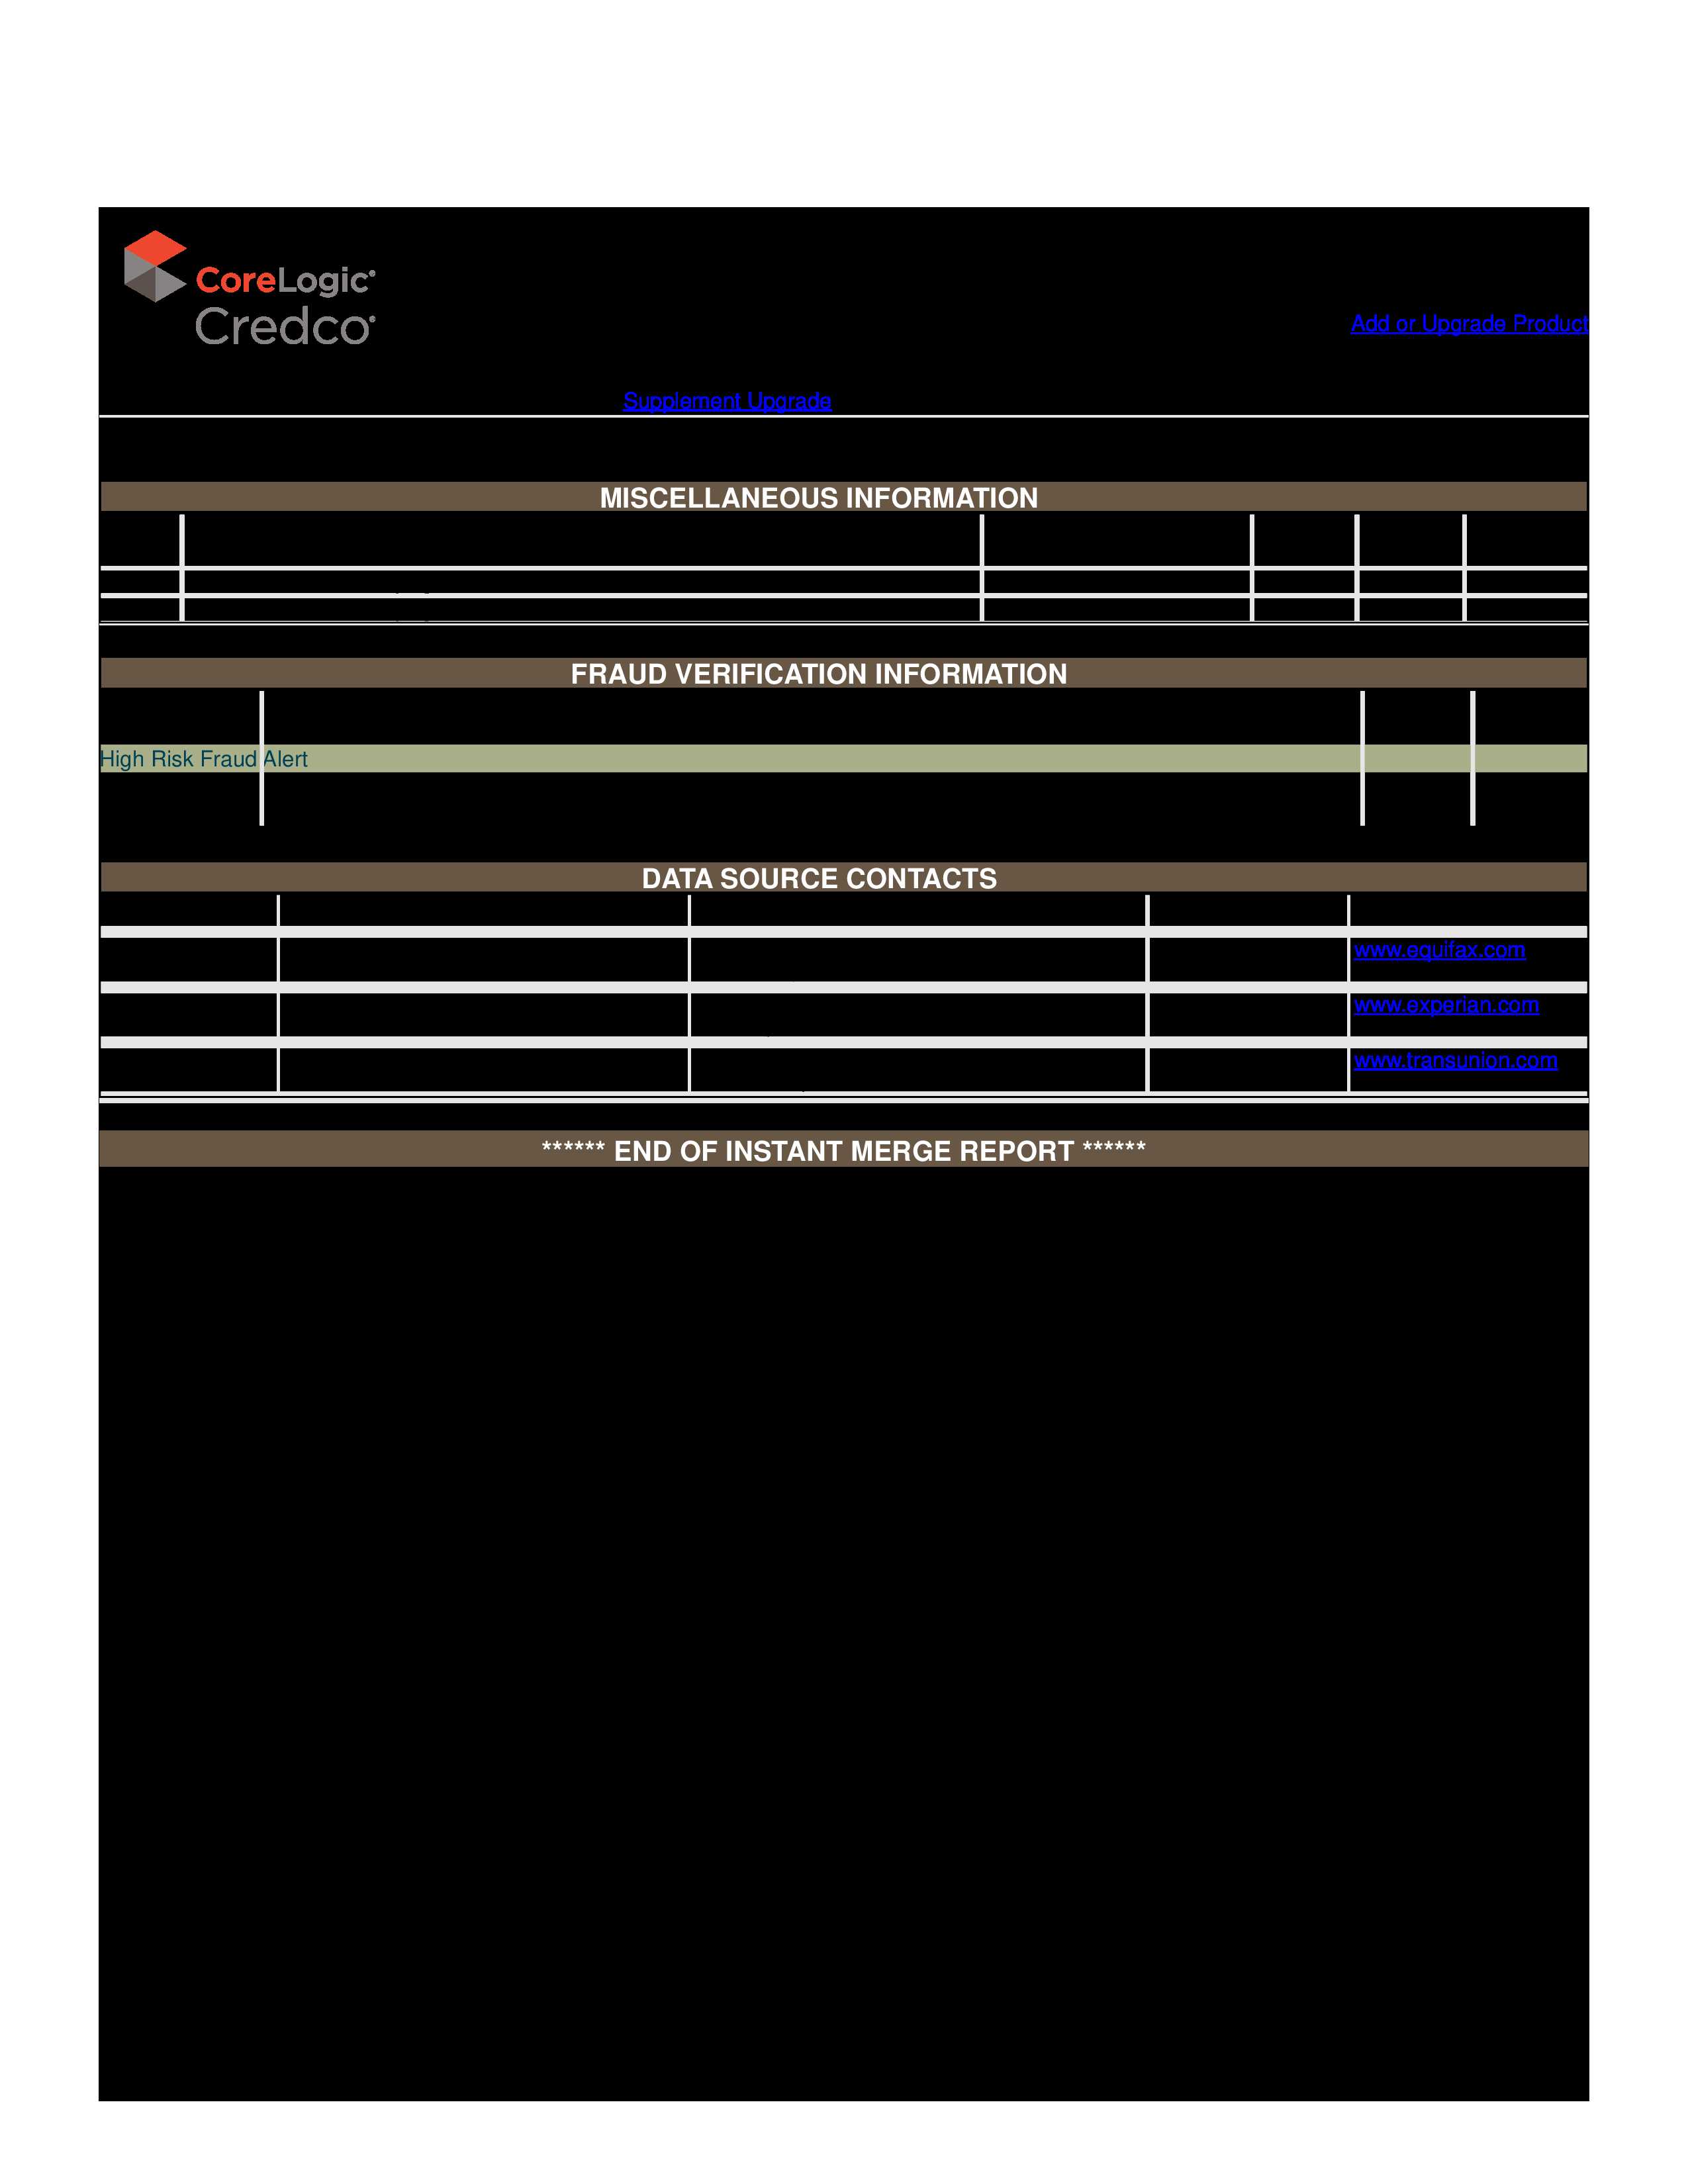 CoreLogic
Credco
Add or Upgrade Product
Supplement Upgrade
MISCELLANEOUS INFORMATION
FRAUD VERIFICATION INFORMATION
High Risk Fraud Alert
DATA SOURCE CONTACTS
www.equifax.com
www.experian.com
www.transunion.com
****** END OF INSTANT MERGE REPORT ******